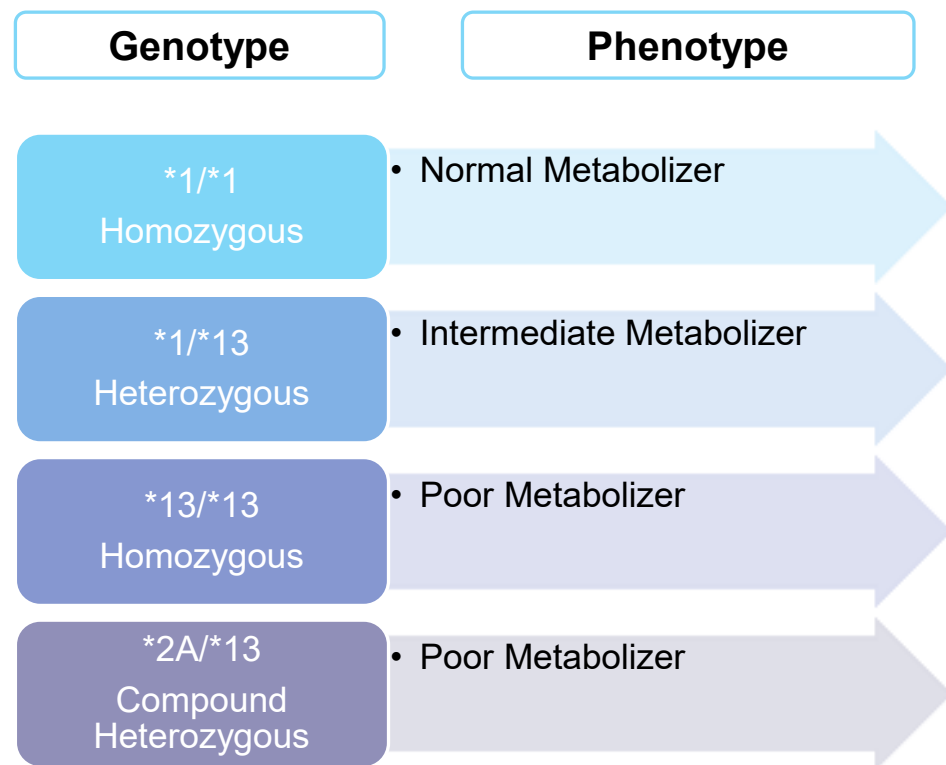 Genotype
Phenotype
*1/*1
Homozygous
• Normal Metabolizer
*1/*13
Heterozygous
• Intermediate Metabolizer
*13/*13
Homozygous
• Poor Metabolizer
*2A/*13
Compound
Heterozygous
• Poor Metabolizer